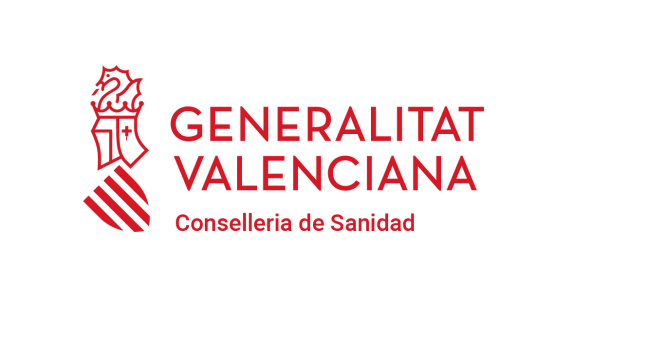 GENERALITAT
VALENCIANA
Conselleria de Sanidad